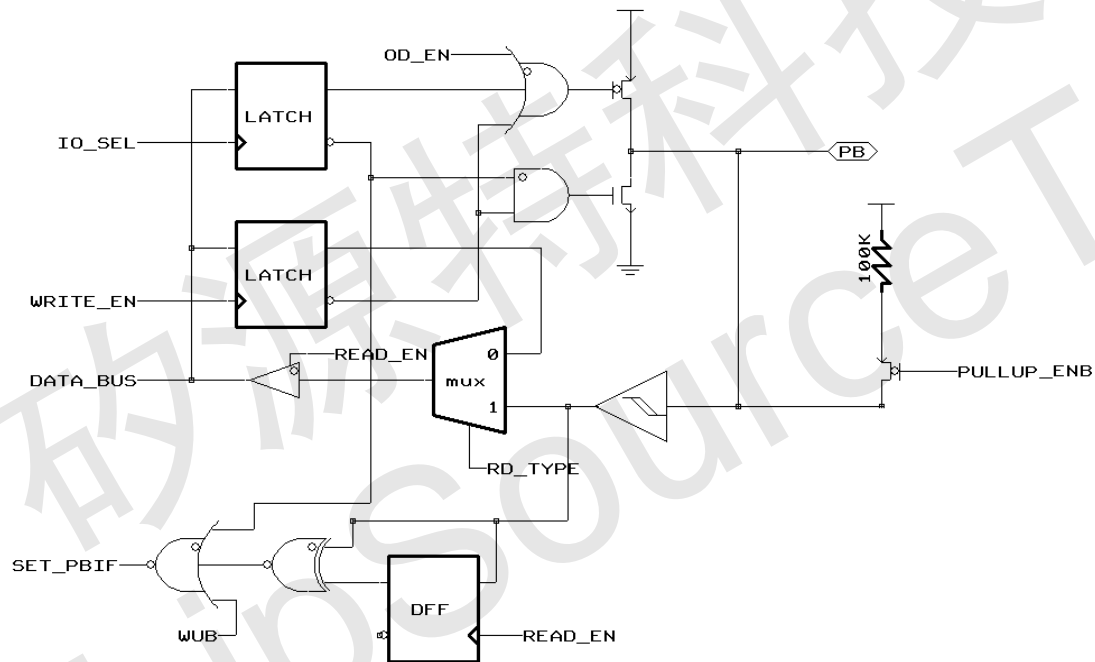 OD_EN
LATCH
IO_SEL
PB
LATCH
100K
WRITE_EN
READ_EN
0
DATA_BUS
mux
PULLUP_ENB
1
RD_TYPE
SET_PBIF
DFF
WUB
READ_EN
矽源特科技
ipSourceT